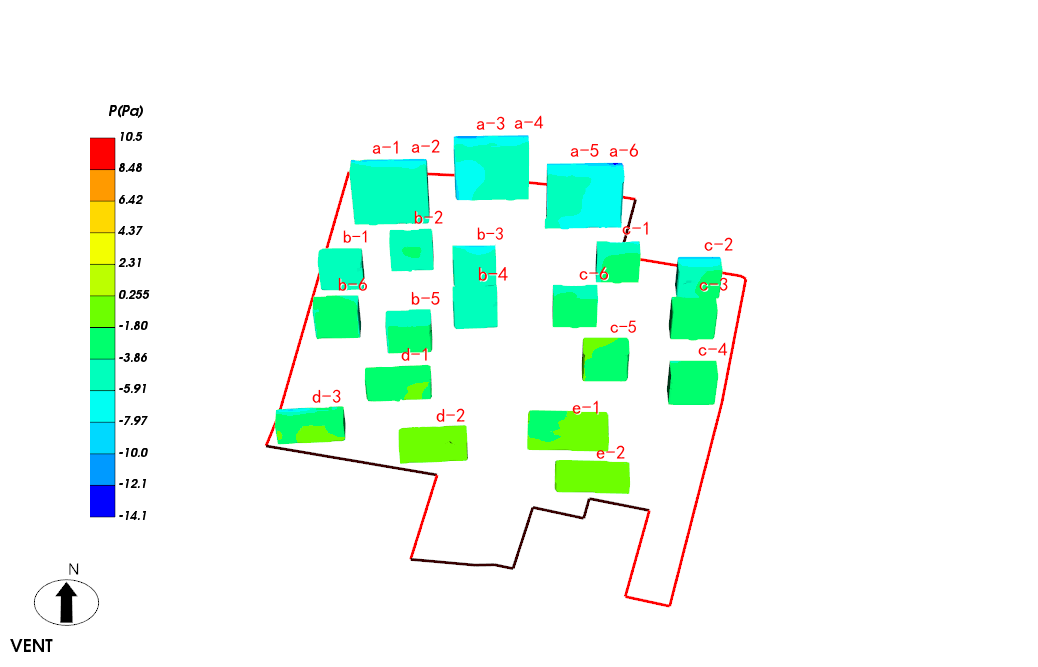 P(Pa)
10.5
8.48
6.42
4.37
2.31
0.255
-1.80
-3.86
-5.91
-7.97
-10.0
-12.1
-14.1
a-3 a-4
a-1 a-2
a-5 a-6
b-2
c-1
b-1
b-3
c-2
b-4
c-6
b-6
c-3
b-5
c-5
d-1
c-4
d-3
e-1
d-2
e-2
N
VENT